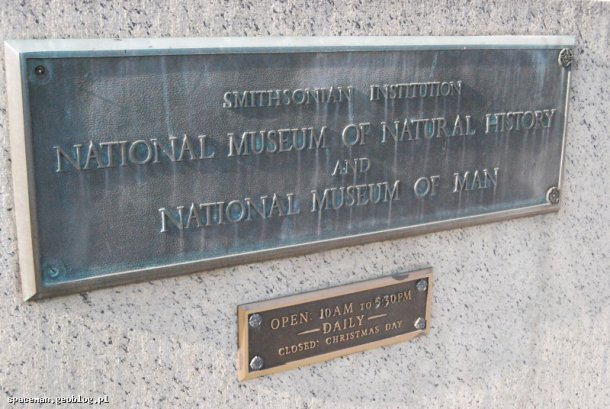 SMITHSONIAN INSTITUTION
NATIONAL MUSEUM OF NATURAL HISTORY
AND
NATIONAL MUSEUM OF MAN
OPEN: 10AM TO 5:30PM
— DAILY —
CLOSED: CHRISTMAS DAY
spaceman.geoblog.pl